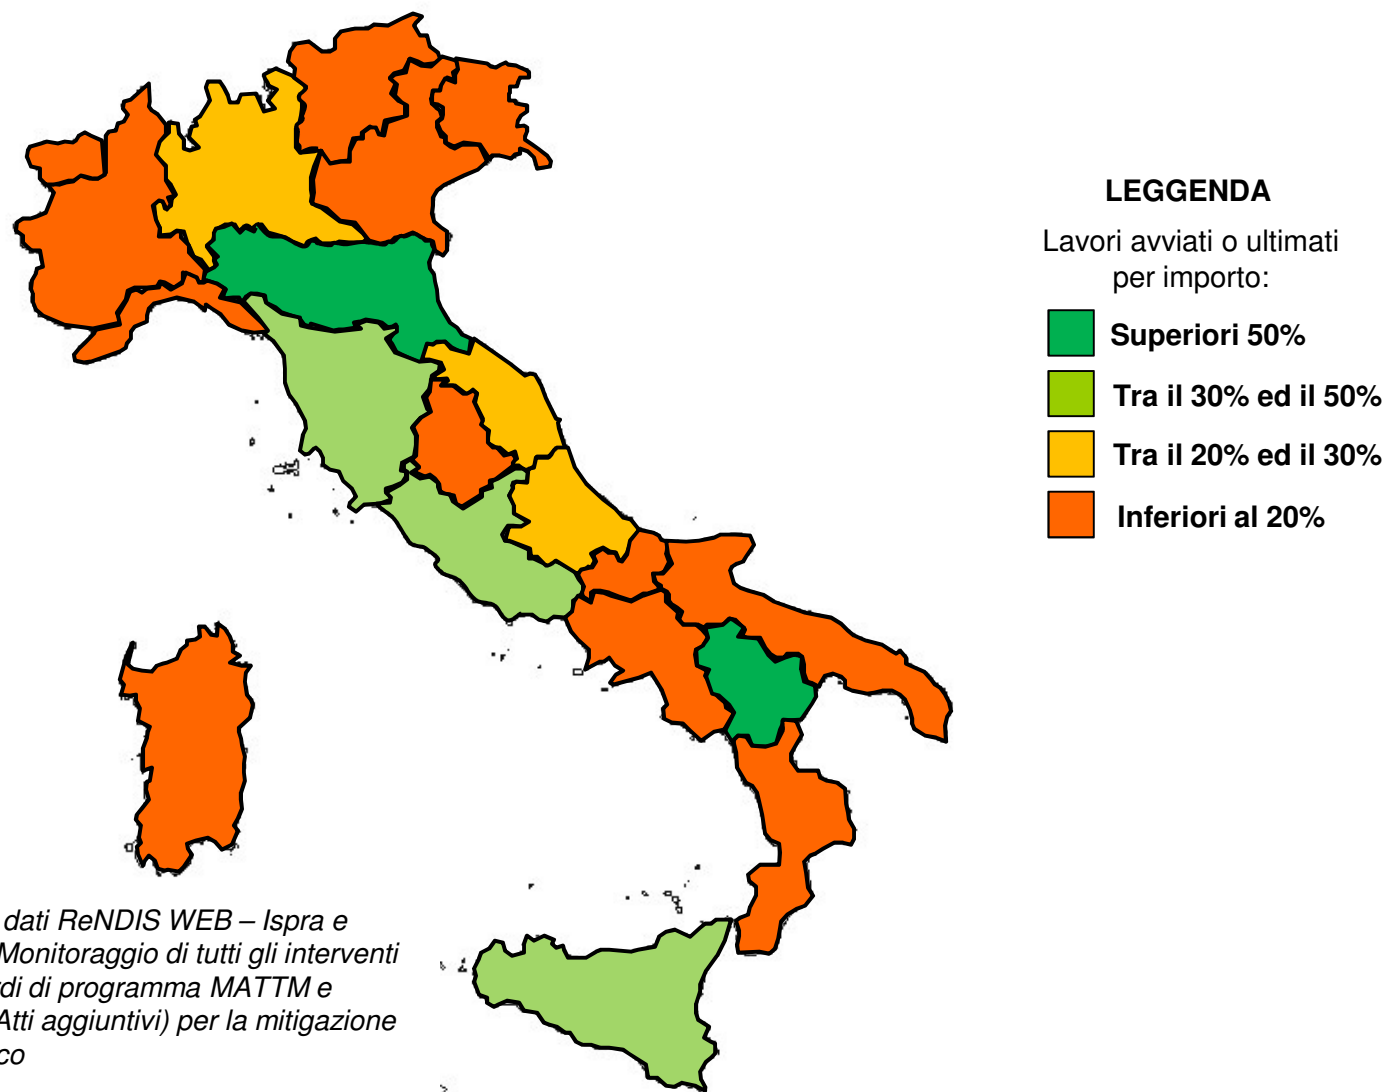 LEGGENDA
Lavori avviati o ultimati
per importo:
Superiori 50%
Tra il 30% ed il 50%
Tra il 20% ed il 30%
Inferiori al 20%
dati ReNDIS WEB – Ispra e
Monitoraggio di tutti gli interventi
di programma MATTM e
Atti aggiuntivi) per la mitigazione